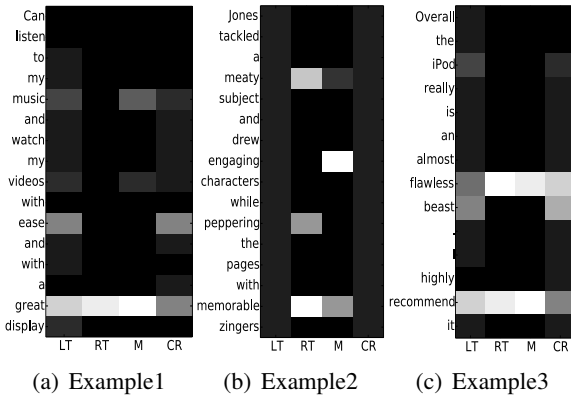 Can
listen
to
my
music
and
watch
my
videos
with
ease
and
with
a
great
display
LT RT M CR
(a) Example1
Jones
tackled
a
meaty
subject
and
drew
engaging
characters
while
peppering
the
pages
with
memorable
zingers
LT RT M CR
(b) Example2
Overall
the
iPod
really
is
an
almost
flawless
beast
.
I
highly
recommend
it
LT RT M CR
(c) Example3